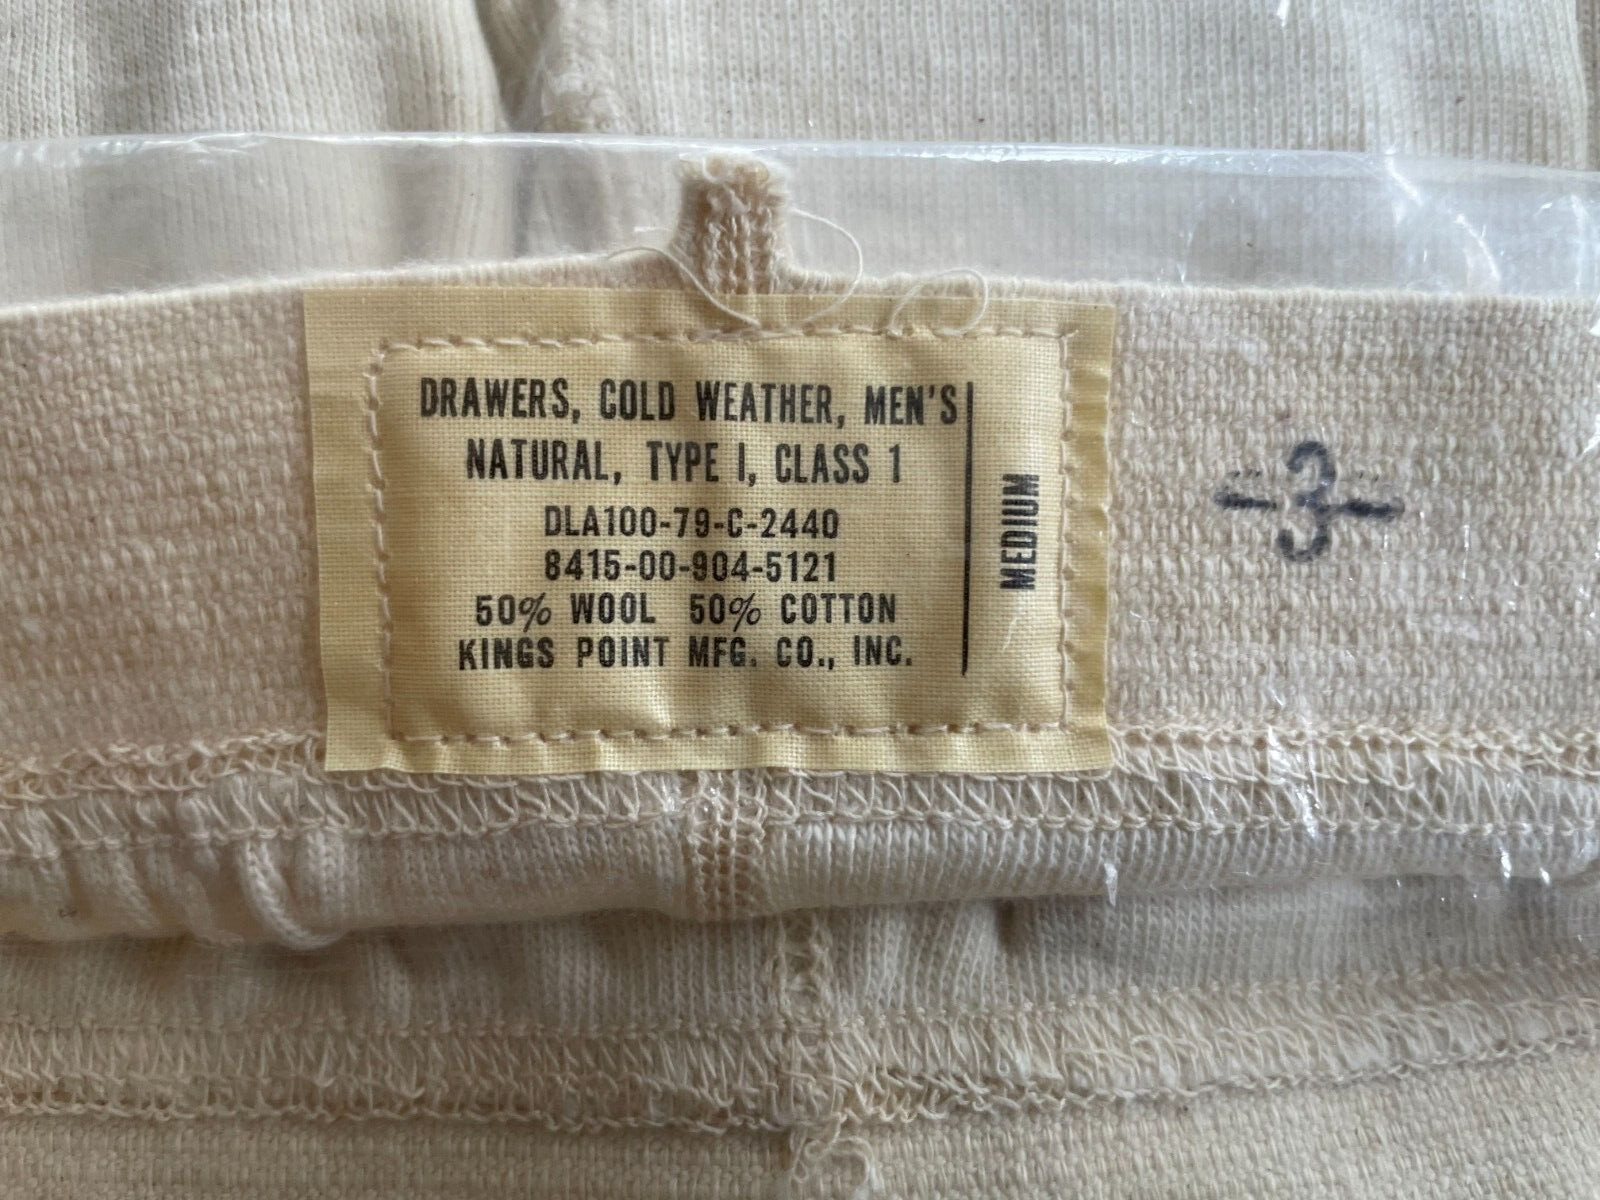 DRAWERS, COLD WEATHER, MEN'S
NATURAL, TYPE I, CLASS 1
DLA100-79-C-2440
8415-00-904-5121
50% WOOL 50% COTTON
KINGS POINT MFG. CO., INC.
MEDIUM
-3-